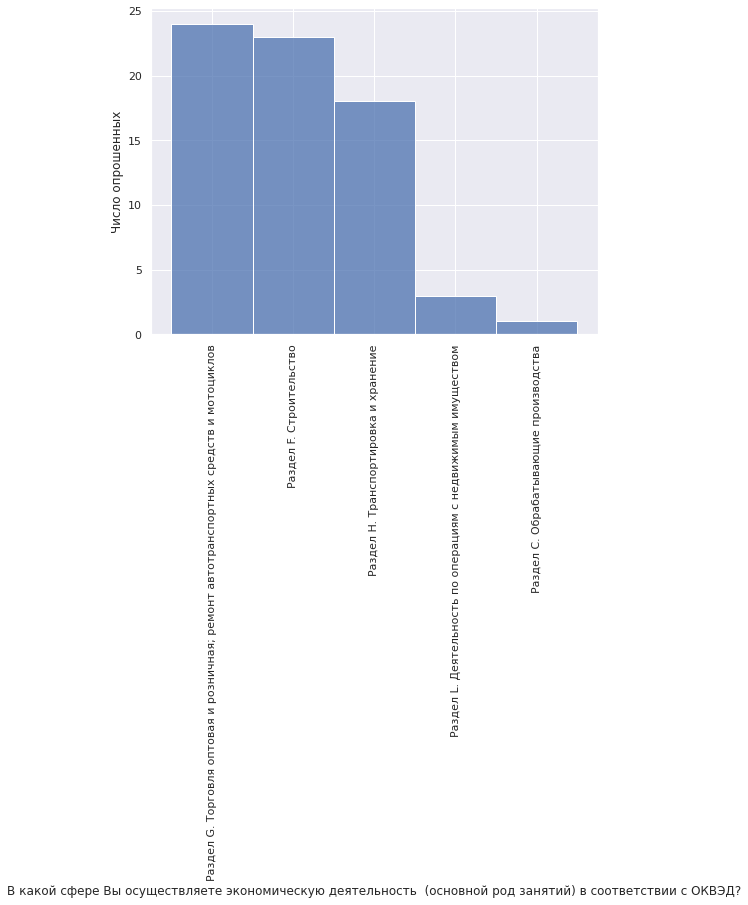 Число опрошенных
25
20
15
10
5
0
Раздел G. Торговля оптовая и розничная; ремонт автотранспортных средств и мотоциклов
Раздел F. Строительство
Раздел H. Транспортировка и хранение
Раздел L. Деятельность по операциям с недвижимым имуществом
Раздел C. Обрабатывающие производства
В какой сфере Вы осуществляете экономическую деятельность  (основной род занятий) в соответствии с ОКВЭД?